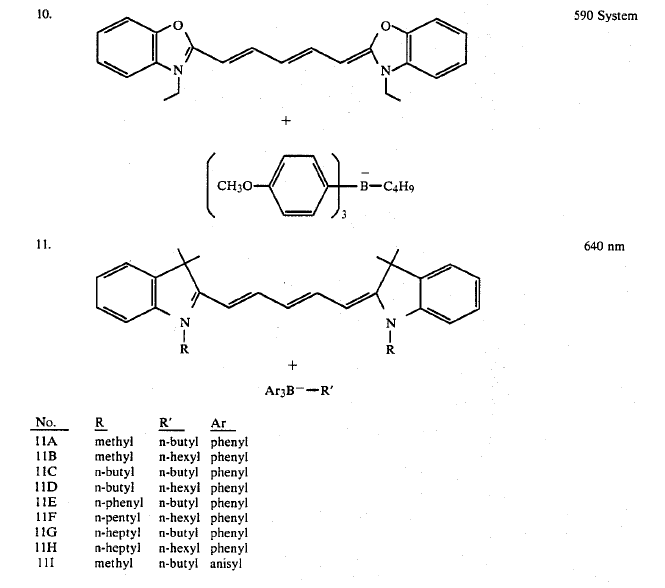 10. 590 System
O O
N N
+
CH3O B− C4H9
3
11. 640 nm
N N
R R
+
Ar3B− R'
No. R R' Ar
11A methyl n-butyl phenyl
11B methyl n-hexyl phenyl
11C n-butyl n-butyl phenyl
11D n-butyl n-hexyl phenyl
11E n-phenyl n-butyl phenyl
11F n-pentyl n-hexyl phenyl
11G n-heptyl n-butyl phenyl
11H n-heptyl n-hexyl phenyl
11I methyl n-butyl anisyl